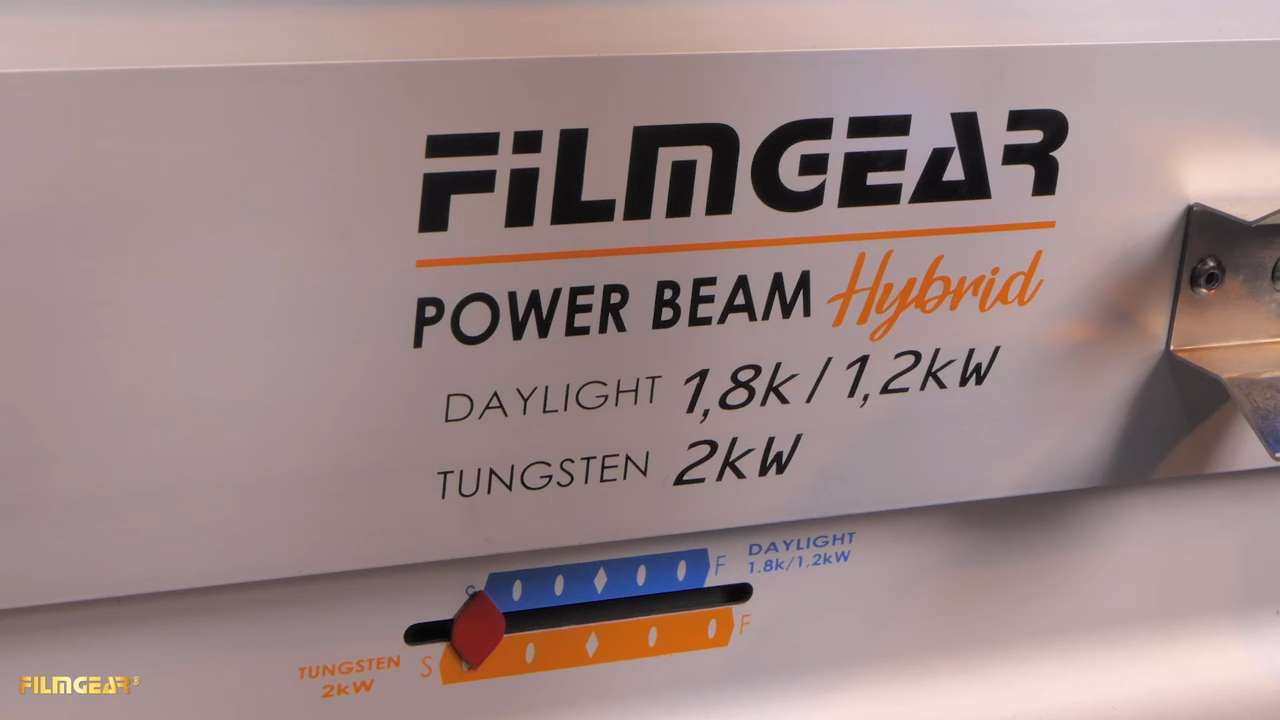 FiLMGEAR
POWER BEAM Hybrid
DAYLIGHT 1,8k / 1,2kW
TUNGSTEN 2kW
S F DAYLIGHT
1.8k/1.2kW
TUNGSTEN S F
2kW
FILMGEAR®